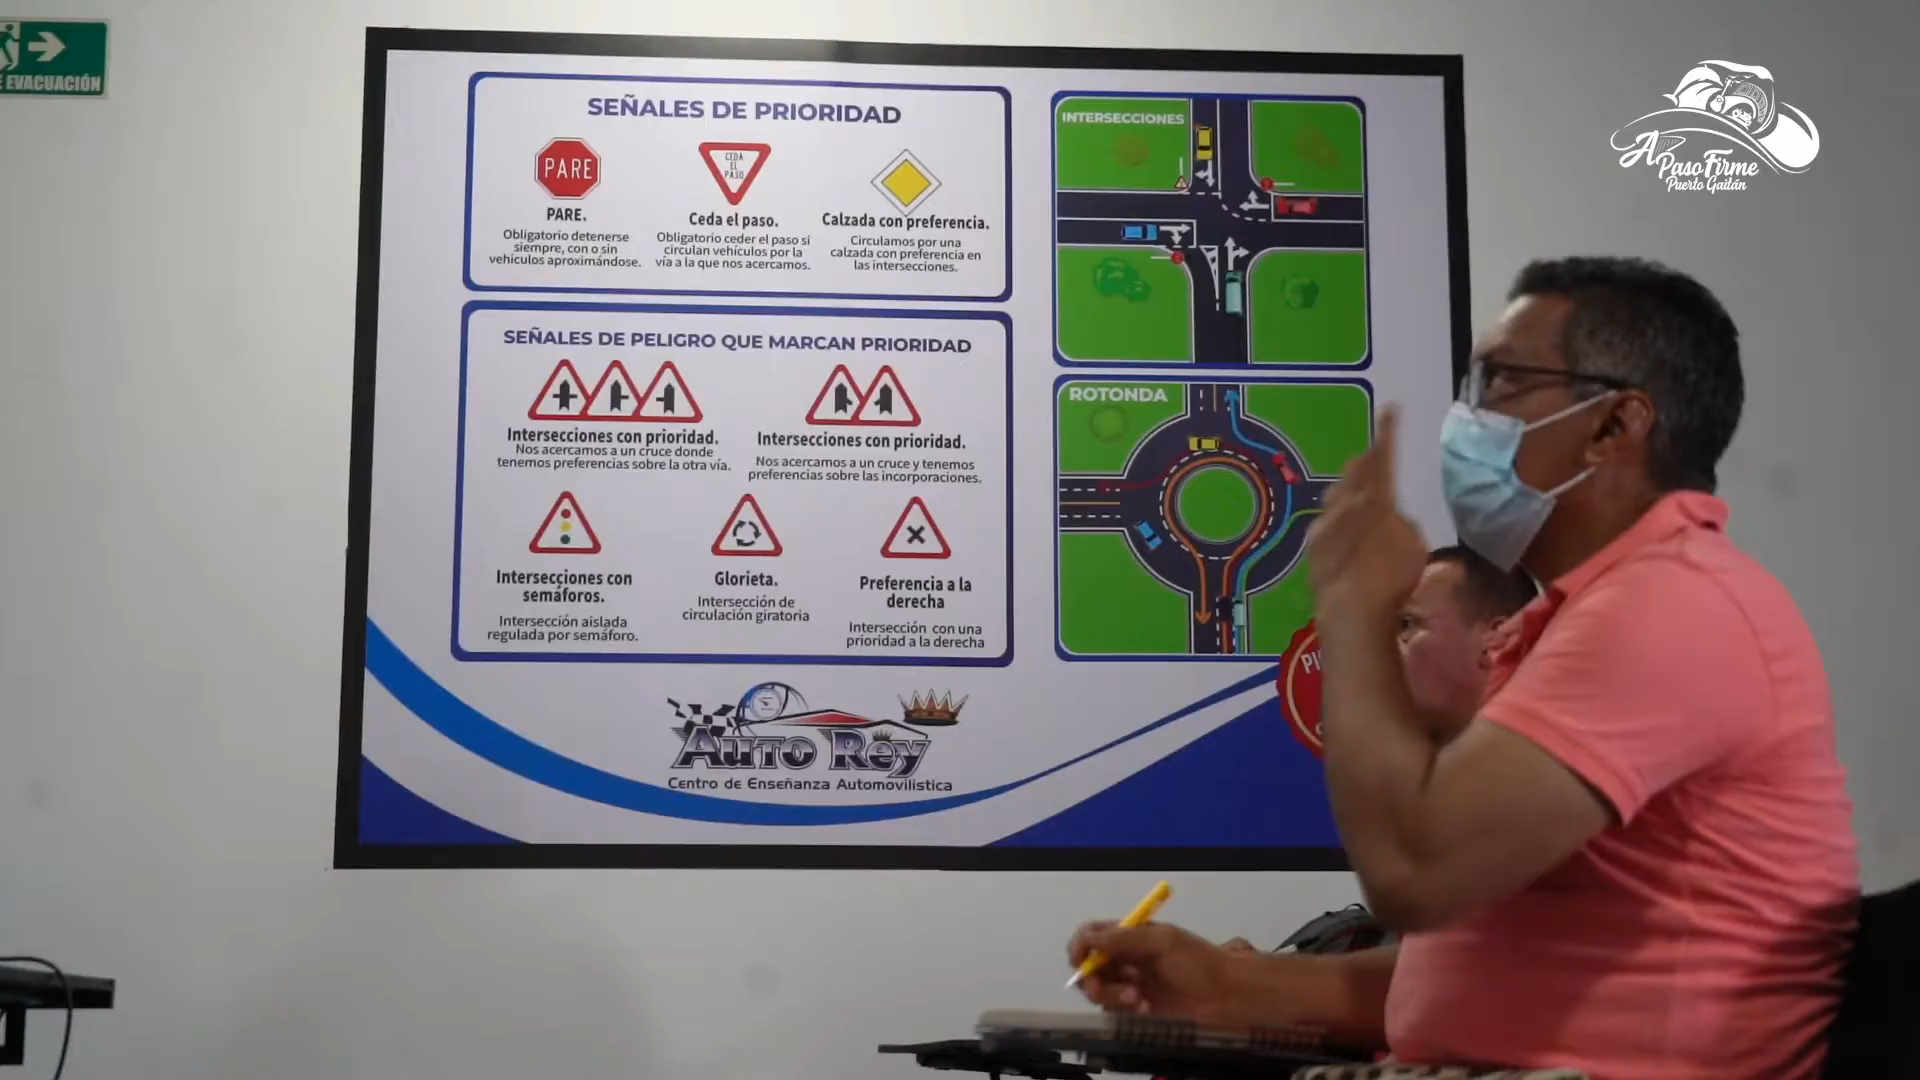 EVACUACIÓN
SEÑALES DE PRIORIDAD
PARE
PARE.
Obligatorio detenerse
siempre, con o sin
vehículos aproximándose.
CEDA
EL
PASO
Ceda el paso.
Obligatorio ceder el paso si
circulan vehículos por la
vía a la que nos acercamos.
Calzada con preferencia.
Circulamos por una
calzada con preferencia en
las intersecciones.
SEÑALES DE PELIGRO QUE MARCAN PRIORIDAD
Intersecciones con prioridad.
Nos acercamos a un cruce donde
tenemos preferencias sobre la otra vía.
Intersecciones con prioridad.
Nos acercamos a un cruce y tenemos
preferencias sobre las incorporaciones.
Intersecciones con
semáforos.
Intersección aislada
regulada por semáforo.
Glorieta.
Intersección de
circulación giratoria
Preferencia a la
derecha
Intersección con una
prioridad a la derecha
INTERSECCIONES
ROTONDA
Auto Rey
Centro de Enseñanza Automovilistica
A Paso Firme
Puerto Gaitán